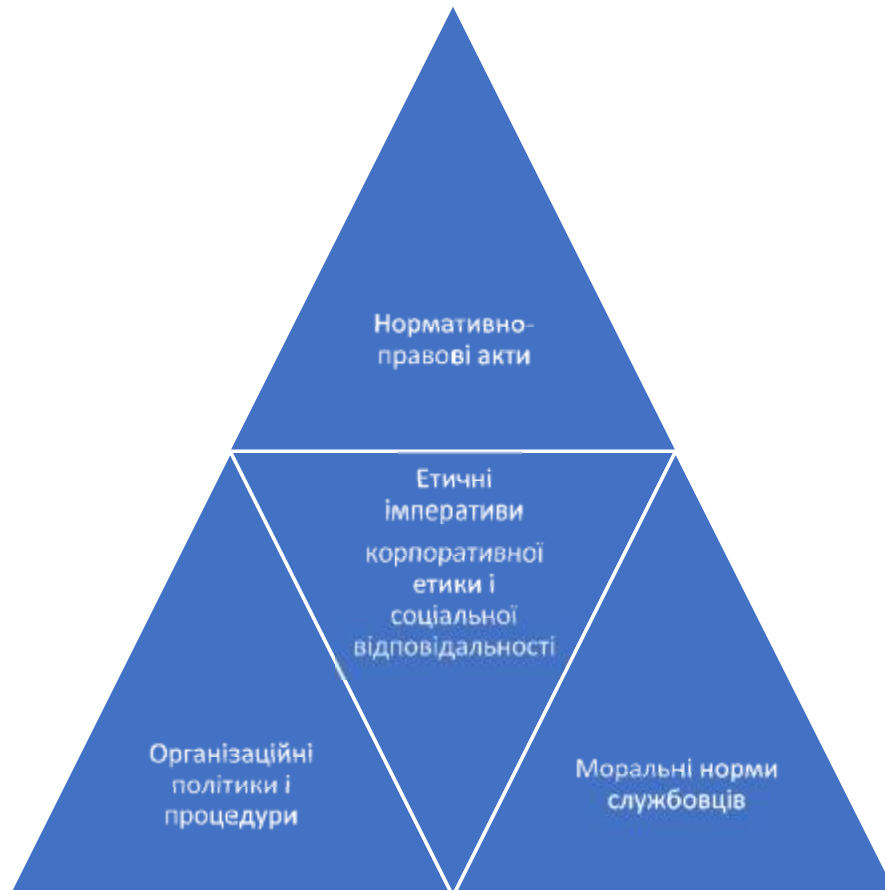 Нормативно-
правові акти
Етичні
імперативи
корпоративної
етики і
соціальної
відповідальності
Організаційні
політики і
процедури
Моральні норми
службовців